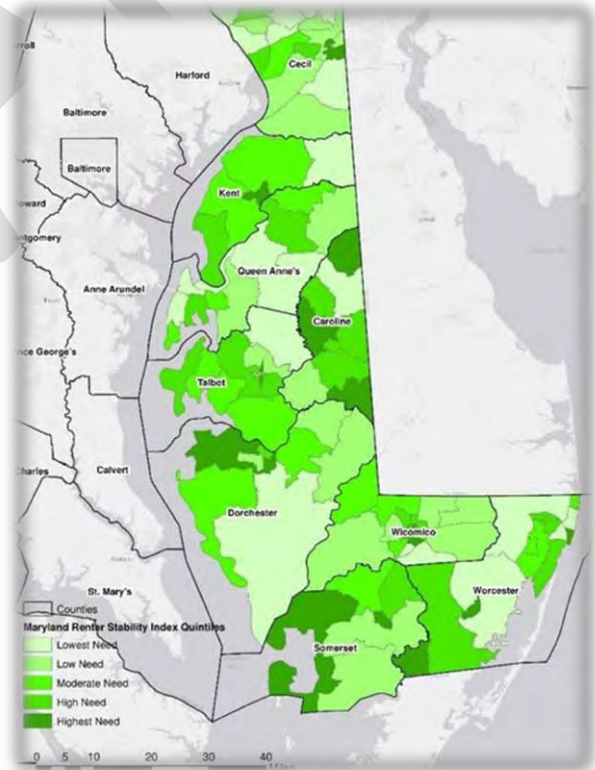 Cecil
Harford
Baltimore
Baltimore
Kent
Queen Anne's
Anne Arundel
Caroline
Talbot
Calvert
Dorchester
Wicomico
St. Mary's
Worcester
Somerset
Charles
Counties
Maryland Renter Stability Index Quintiles
Lowest Need
Low Need
Moderate Need
High Need
Highest Need
0 5 10 20 30 40